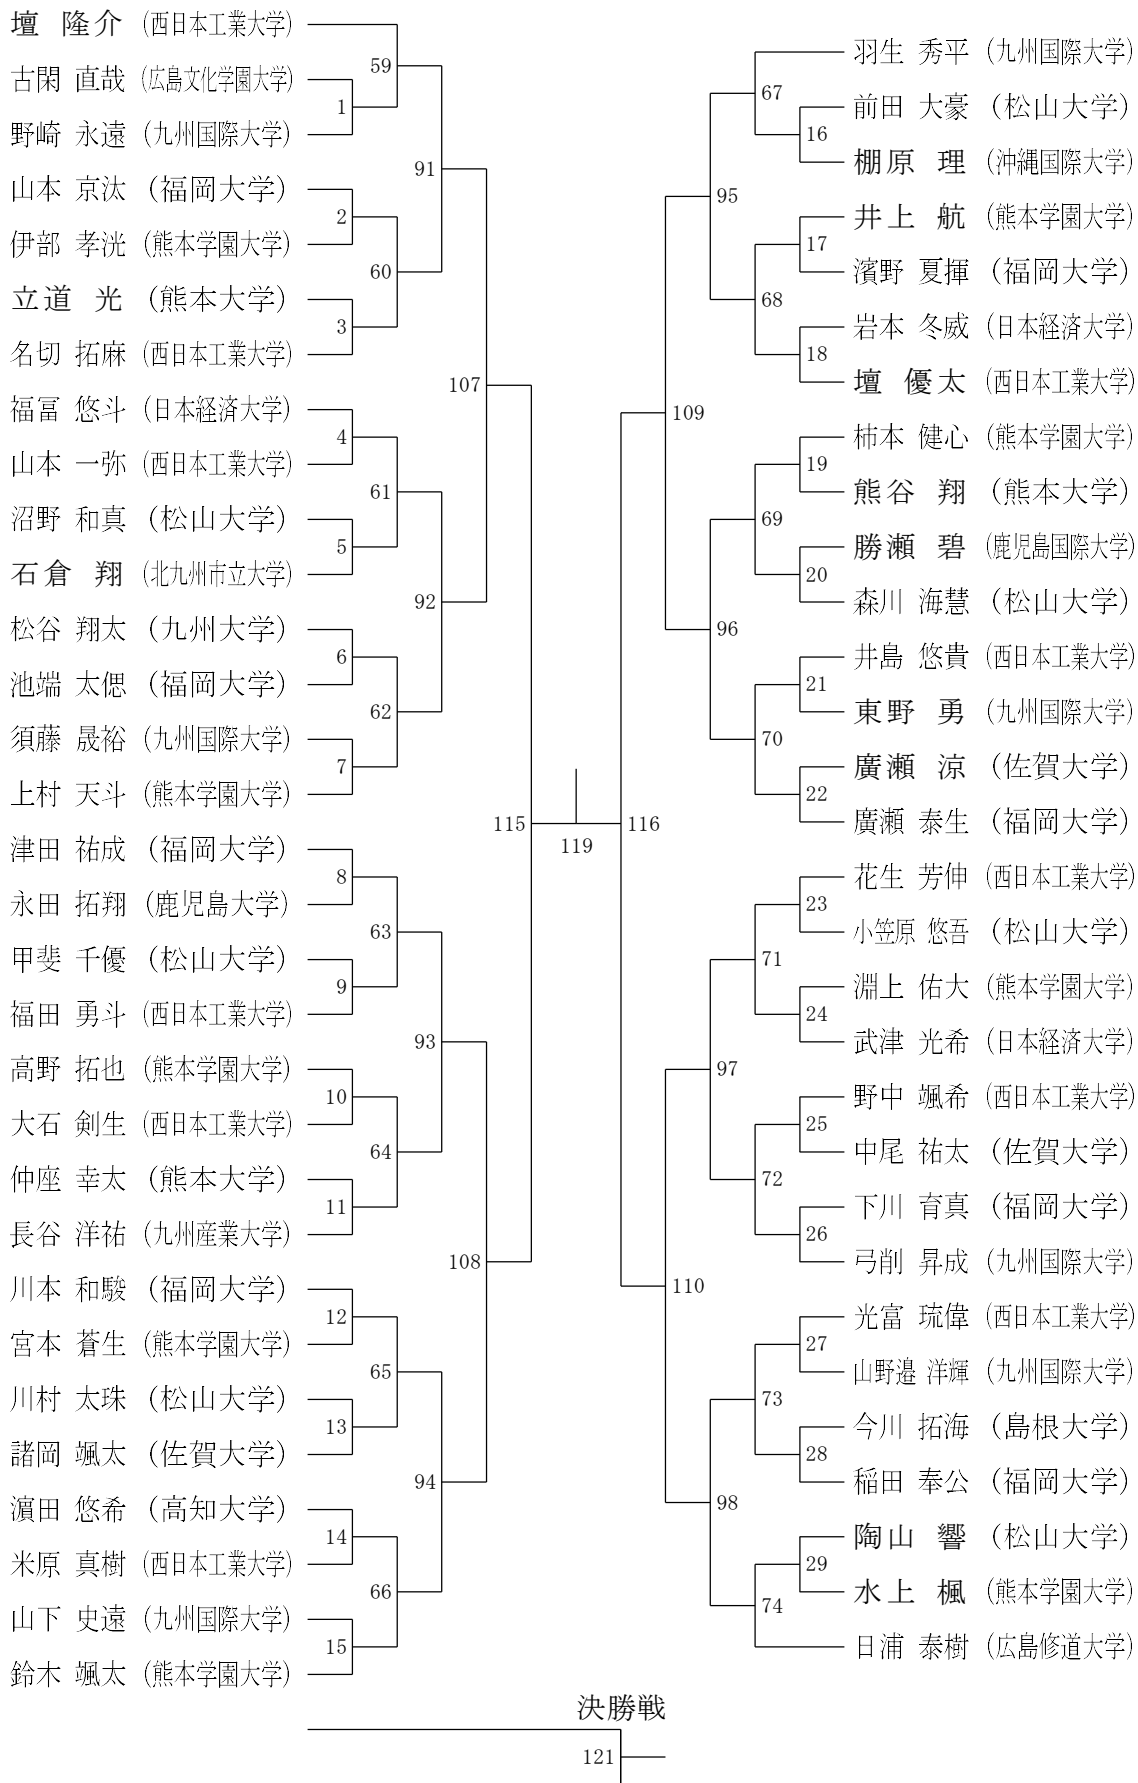 壇 隆介 (西日本工業大学)
古閑 直哉 (広島文化学園大学)
野崎 永遠 (九州国際大学)
山本 京汰 (福岡大学)
伊部 孝洸 (熊本学園大学)
立道 光 (熊本大学)
名切 拓麻 (西日本工業大学)
福冨 悠斗 (日本経済大学)
山本 一弥 (西日本工業大学)
沼野 和真 (松山大学)
石倉 翔 (北九州市立大学)
松谷 翔太 (九州大学)
池端 太偲 (福岡大学)
須藤 晟裕 (九州国際大学)
上村 天斗 (熊本学園大学)
津田 祐成 (福岡大学)
永田 拓翔 (鹿児島大学)
甲斐 千優 (松山大学)
福田 勇斗 (西日本工業大学)
高野 拓也 (熊本学園大学)
大石 剣生 (西日本工業大学)
仲座 幸太 (熊本大学)
長谷 洋祐 (九州産業大学)
川本 和駿 (福岡大学)
宮本 蒼生 (熊本学園大学)
川村 太珠 (松山大学)
諸岡 颯太 (佐賀大学)
濵田 悠希 (高知大学)
米原 真樹 (西日本工業大学)
山下 史遠 (九州国際大学)
鈴木 颯太 (熊本学園大学)
1
2
3
4
5
6
7
8
9
10
11
12
13
14
15
59
60
61
62
63
64
65
66
91
92
93
94
107
108
115
119
116
109
110
95
96
97
98
67
68
69
70
71
72
73
74
16
17
18
19
20
21
22
23
24
25
26
27
28
29
羽生 秀平 (九州国際大学)
前田 大豪 (松山大学)
棚原 理 (沖縄国際大学)
井上 航 (熊本学園大学)
濱野 夏揮 (福岡大学)
岩本 冬威 (日本経済大学)
壇 優太 (西日本工業大学)
柿本 健心 (熊本学園大学)
熊谷 翔 (熊本大学)
勝瀬 碧 (鹿児島国際大学)
森川 海慧 (松山大学)
井島 悠貴 (西日本工業大学)
東野 勇 (九州国際大学)
廣瀬 涼 (佐賀大学)
廣瀬 泰生 (福岡大学)
花生 芳伸 (西日本工業大学)
小笠原 悠吾 (松山大学)
淵上 佑大 (熊本学園大学)
武津 光希 (日本経済大学)
野中 颯希 (西日本工業大学)
中尾 祐太 (佐賀大学)
下川 育真 (福岡大学)
弓削 昇成 (九州国際大学)
光富 琉偉 (西日本工業大学)
山野邉 洋輝 (九州国際大学)
今川 拓海 (島根大学)
稲田 奉公 (福岡大学)
陶山 響 (松山大学)
水上 楓 (熊本学園大学)
日浦 泰樹 (広島修道大学)
決勝戦
121